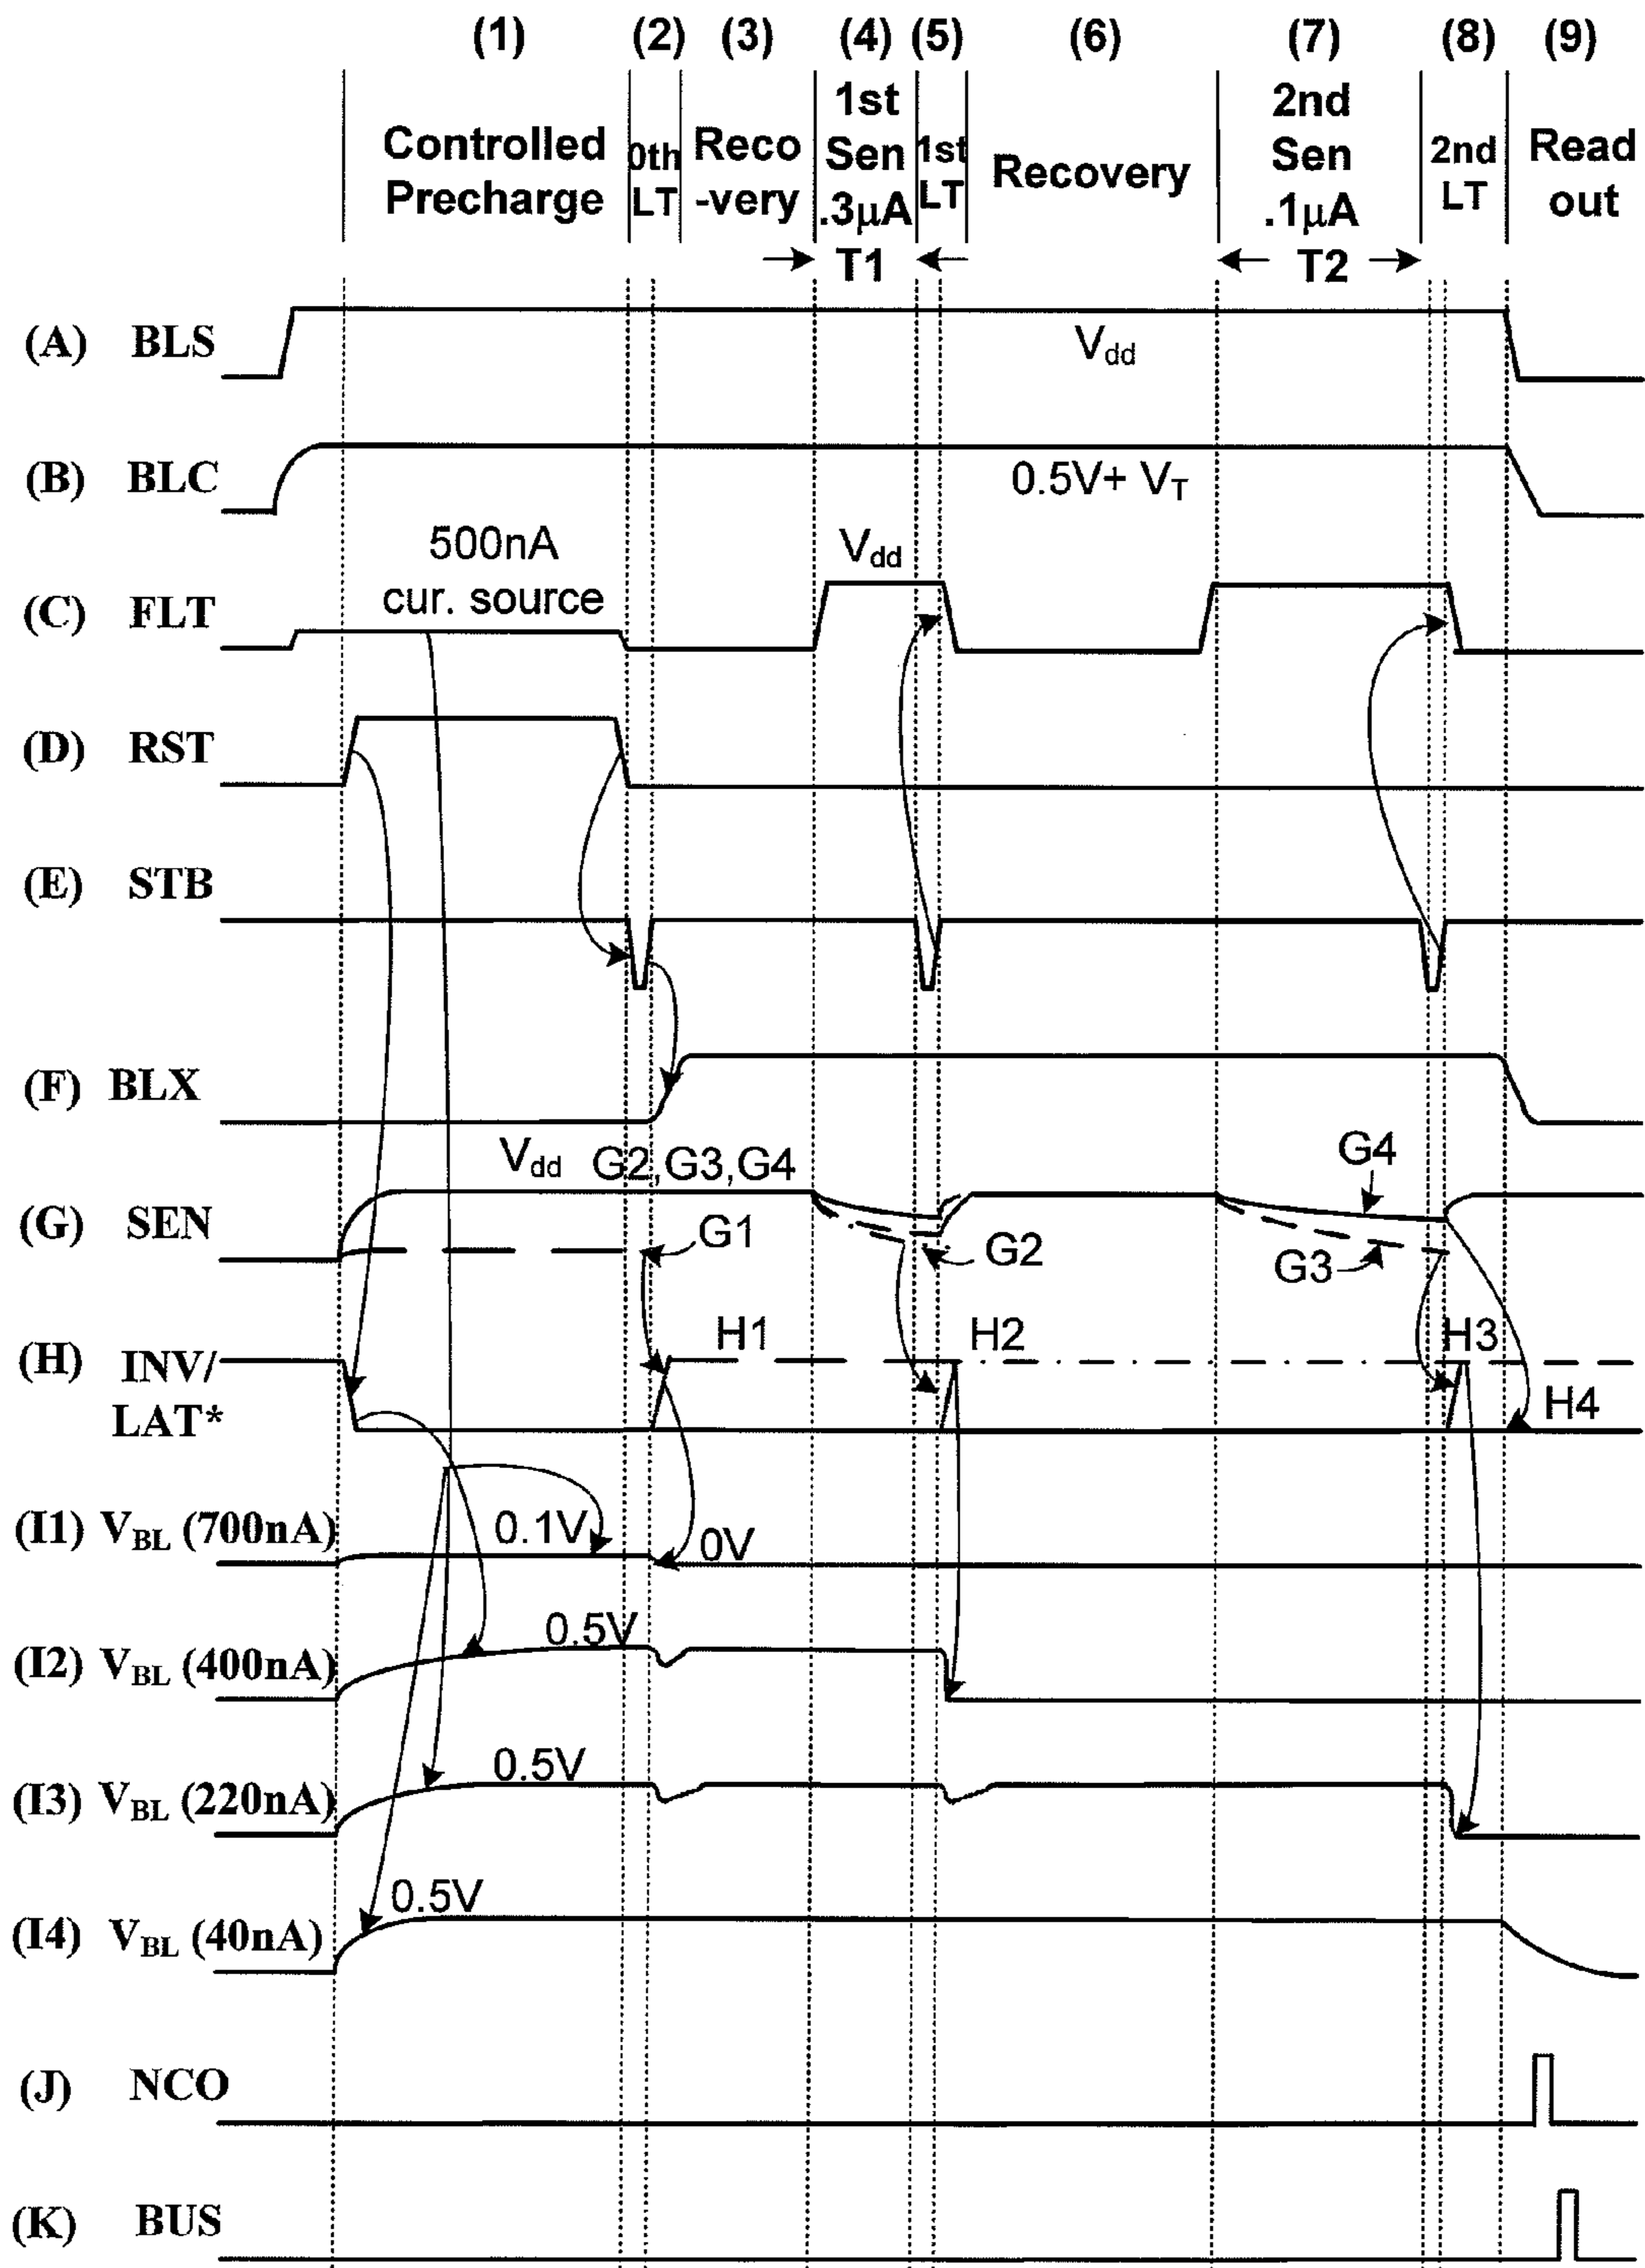 (1) (2) (3) (4) (5) (6) (7) (8) (9)
Controlled
Precharge
0th
LT
Reco
-very
1st
Sen
.3μA
T1
1st
LT
Recovery
2nd
Sen
.1μA
T2
2nd
LT
Read
out
(A) BLS
Vdd
(B) BLC
0.5V+ VT
500nA
cur. source
Vdd
(C) FLT
(D) RST
(E) STB
(F) BLX
Vdd G2,G3,G4
G4
(G) SEN
G1
G2
G3
(H) INV/
LAT*
H1
H2
H3
H4
(I1) VBL (700nA)
0.1V
0V
(I2) VBL (400nA)
0.5V
(I3) VBL (220nA)
0.5V
(I4) VBL (40nA)
0.5V
(J) NCO
(K) BUS